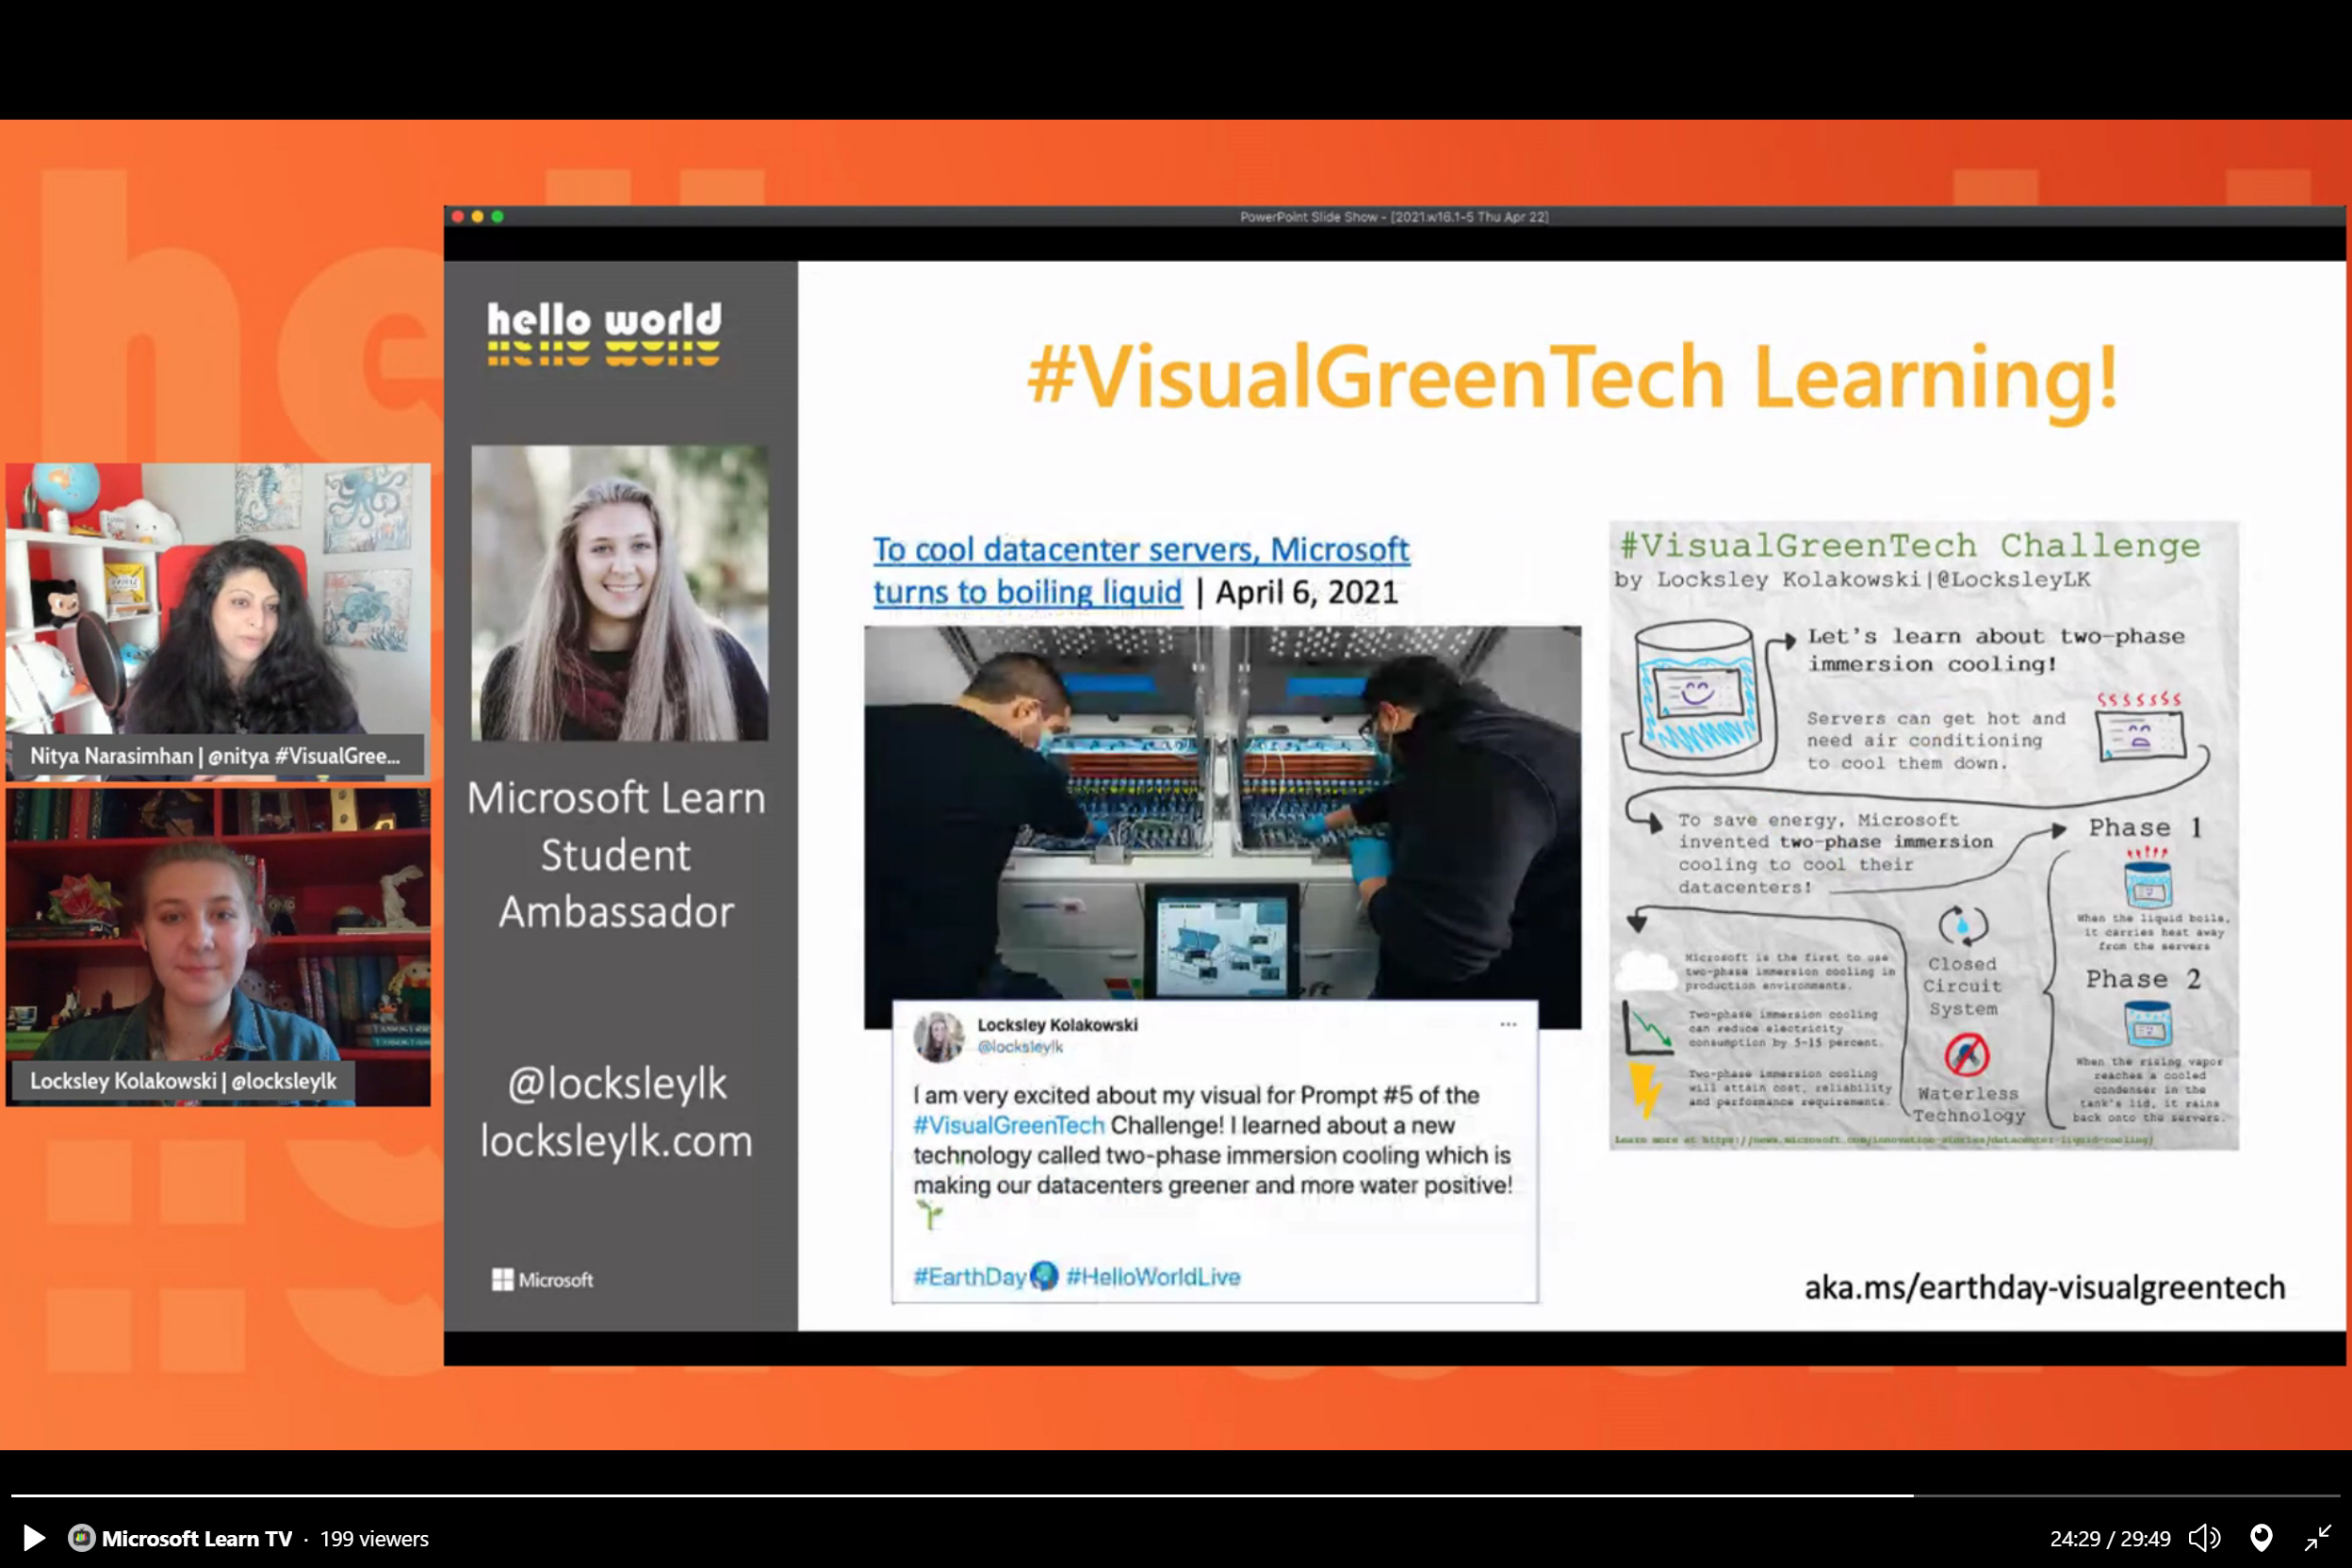 PowerPoint Slide Show - [2021.w16.1-5 Thu Apr 22]
hello world
#VisualGreenTech Learning!
Nitya Narasimhan | @nitya #VisualGree...
Locksley Kolakowski | @locksleylk
Microsoft Learn
Student
Ambassador
@locksleylk
locksleylk.com
Microsoft
To cool datacenter servers, Microsoft
turns to boiling liquid | April 6, 2021
Locksley Kolakowski
@locksleylk
I am very excited about my visual for Prompt #5 of the
#VisualGreenTech Challenge! I learned about a new
technology called two-phase immersion cooling which is
making our datacenters greener and more water positive!
#EarthDay #HelloWorldLive
#VisualGreenTech Challenge
by Locksley Kolakowski|@LocksleyLK
Let's learn about two-phase
immersion cooling!
Servers can get hot and
need air conditioning
to cool them down.
To save energy, Microsoft
invented two-phase immersion
cooling to cool their
datacenters!
Phase 1
When the liquid boils,
it carries heat away
from the servers
Phase 2
When the rising vapor
reaches a cooled
condenser in the
tank's lid, it rains
back onto the servers.
Closed
Circuit
System
Waterless
Technology
Microsoft is the first to use
two-phase immersion cooling in
production environments.
Two-phase immersion cooling
can reduce electricity
consumption by 5-15 percent.
Two-phase immersion cooling
will attain cost, reliability
and performance requirements.
Learn more at https://news.microsoft.com/innovation-stories/datacenter-liquid-cooling/
aka.ms/earthday-visualgreentech
Microsoft Learn TV · 199 viewers
24:29 / 29:49